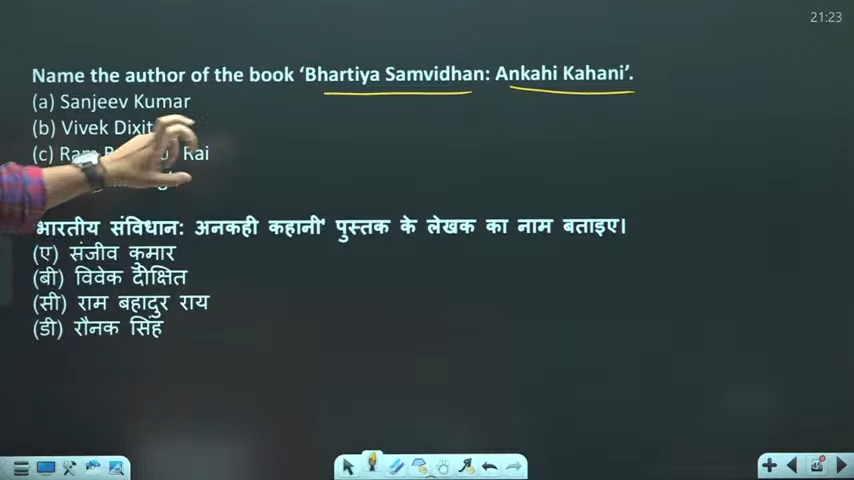 21:23
Name the author of the book ‘Bhartiya Samvidhan: Ankahi Kahani’.
(a) Sanjeev Kumar
(b) Vivek Dixit
(c) Ram Rai
भारतीय संविधान: अनकही कहानी' पुस्तक के लेखक का नाम बताइए।
(ए) संजीव कुमार
(बी) विवेक दीक्षित
(सी) राम बहादुर राय
(डी) रौनक सिंह